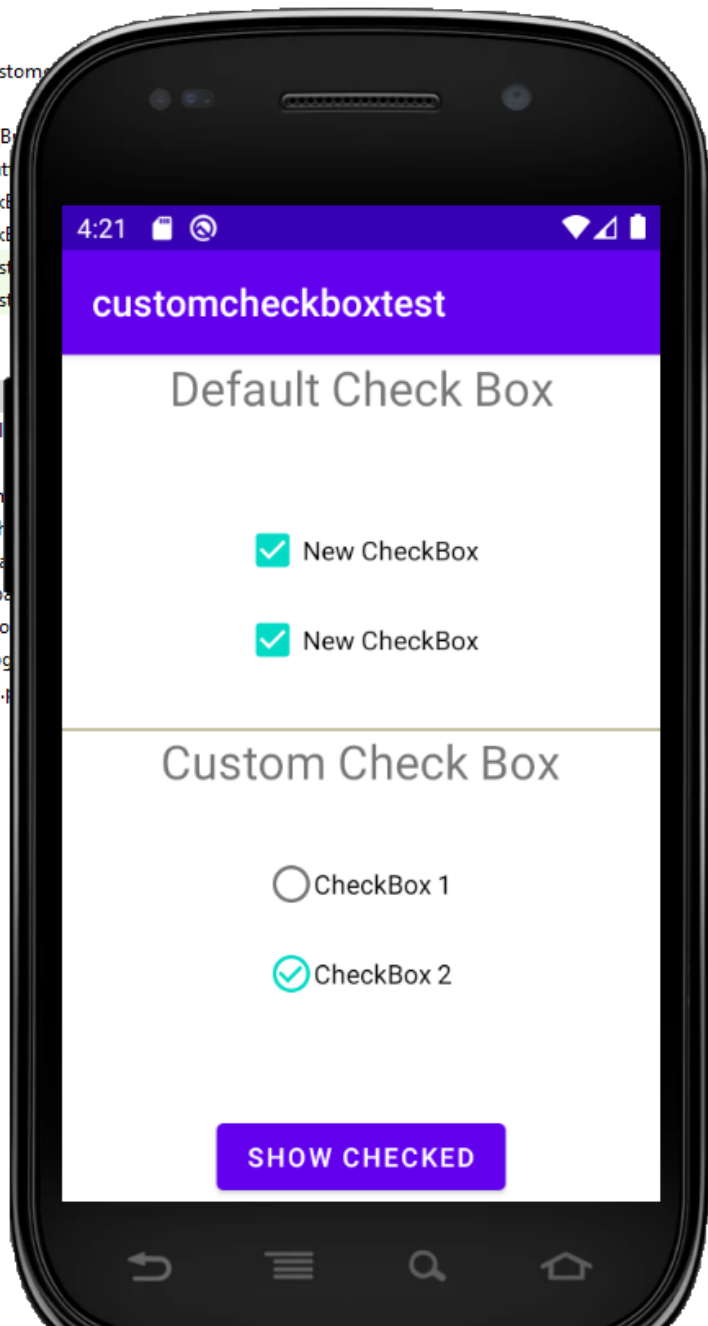 4:21
customcheckboxtest
Default Check Box
New CheckBox
New CheckBox
Custom Check Box
CheckBox 1
CheckBox 2
SHOW CHECKED